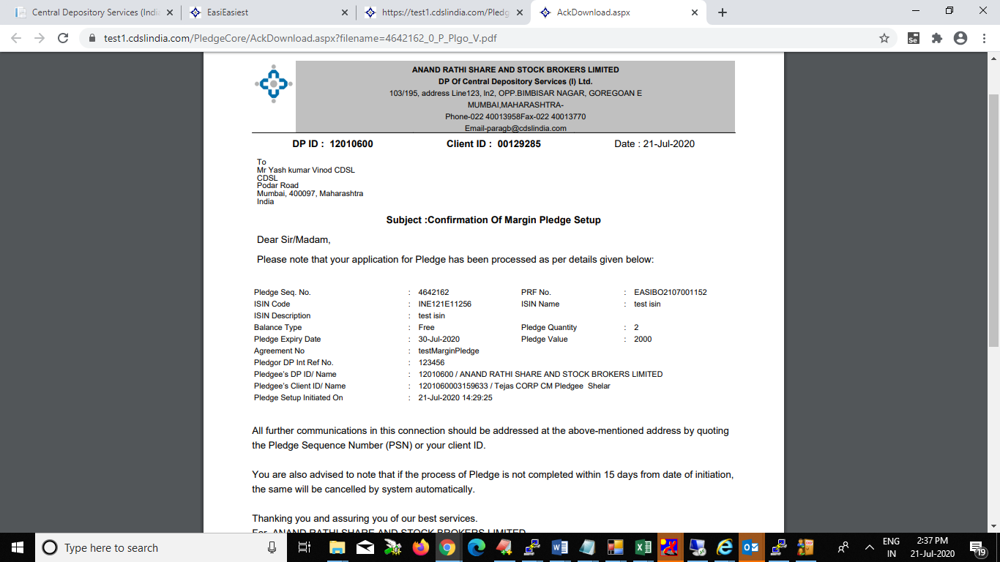 Central Depository Services (Indi
EasiEasiest
https://test1.cdslindia.com/Pledg
AckDownload.aspx
test1.cdslindia.com/PledgeCore/AckDownload.aspx?filename=4642162_0_P_Plgo_V.pdf
Se
ANAND RATHI SHARE AND STOCK BROKERS LIMITED
DP Of Central Depository Services (I) Ltd.
103/195, address Line123, ln2, OPP.BIMBISAR NAGAR, GOREGOAN E
MUMBAI,MAHARASHTRA-
Phone-022 40013958Fax-022 40013770
Email-paragb@cdslindia.com
DP ID : 12010600 Client ID : 00129285 Date : 21-Jul-2020
To
Mr Yash kumar Vinod CDSL
CDSL
Podar Road
Mumbai, 400097, Maharashtra
India
Subject :Confirmation Of Margin Pledge Setup
Dear Sir/Madam,
Please note that your application for Pledge has been processed as per details given below:
Pledge Seq. No. : 4642162 PRF No. : EASIBO2107001152
ISIN Code : INE121E11256 ISIN Name : test isin
ISIN Description : test isin
Balance Type : Free Pledge Quantity : 2
Pledge Expiry Date : 30-Jul-2020 Pledge Value : 2000
Agreement No : testMarginPledge
Pledgor DP Int Ref No. : 123456
Pledgee's DP ID/ Name : 12010600 / ANAND RATHI SHARE AND STOCK BROKERS LIMITED
Pledgee's Client ID/ Name : 1201060003159633 / Tejas CORP CM Pledgee Shelar
Pledge Setup Initiated On : 21-Jul-2020 14:29:25
All further communications in this connection should be addressed at the above-mentioned address by quoting
the Pledge Sequence Number (PSN) or your client ID.
You are also advised to note that if the process of Pledge is not completed within 15 days from date of initiation,
the same will be cancelled by system automatically.
Thanking you and assuring you of our best services.
For ANAND RATHI SHARE AND STOCK BROKERS LIMITED
Type here to search
ENG
IN
2:37 PM
21-Jul-2020
19